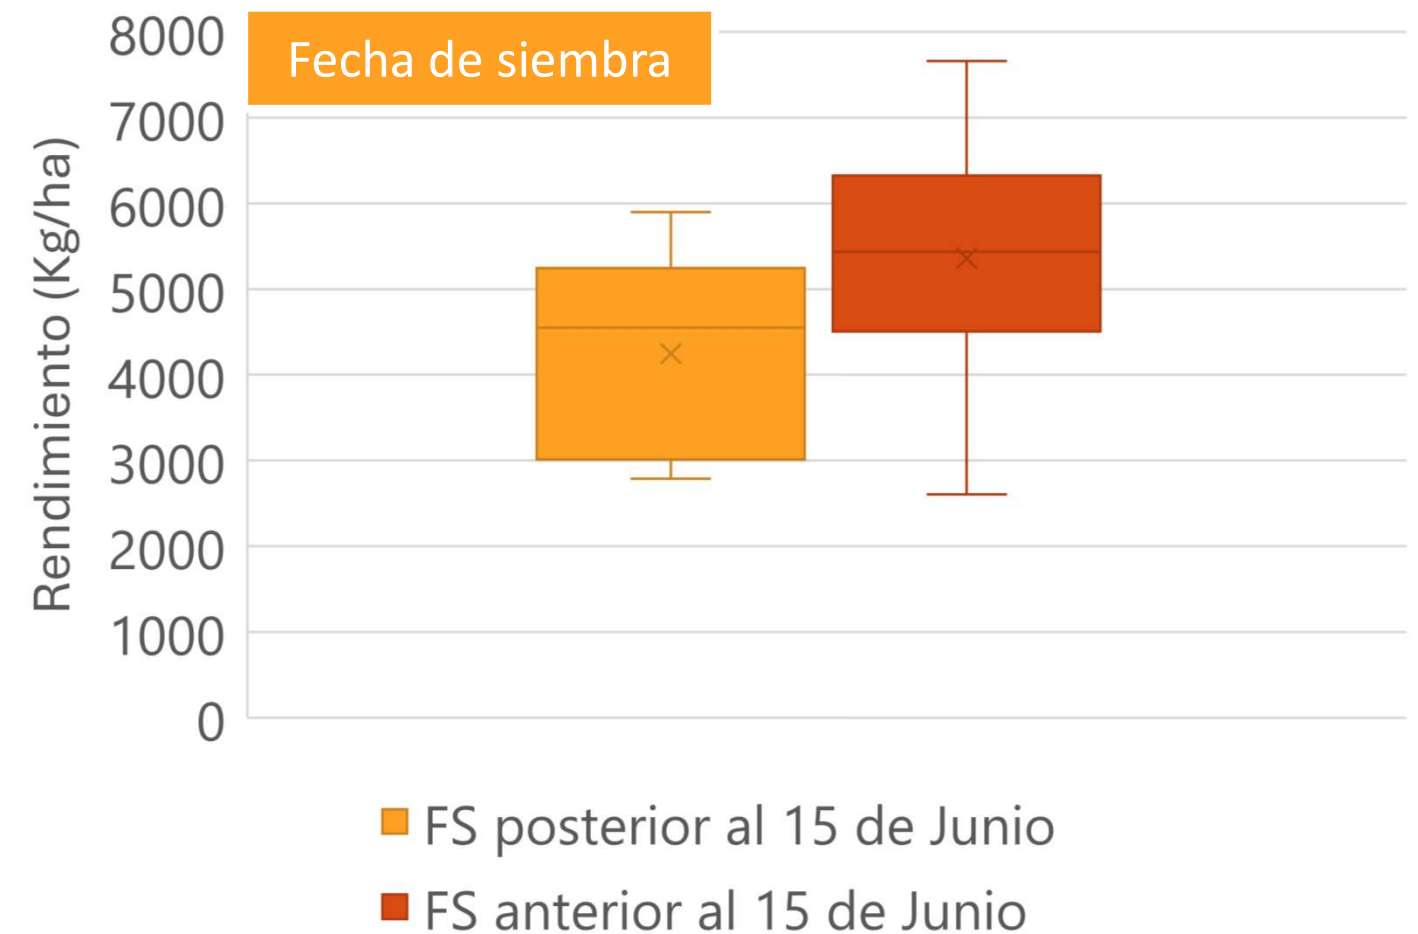 Fecha de siembra
Rendimiento (Kg/ha)
8000
7000
6000
5000
4000
3000
2000
1000
0
FS posterior al 15 de Junio
FS anterior al 15 de Junio